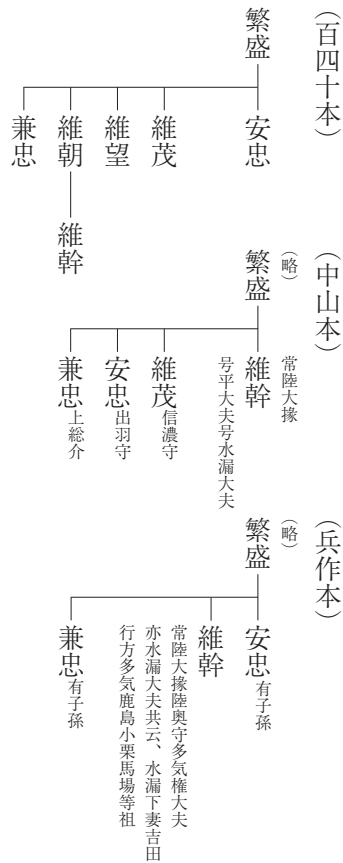 （百四十本）
繁盛
安忠
維茂
維望
維朝
維幹
兼忠
（中山本）
（略）
繁盛
常陸大掾
維幹
号平大夫号水漏大夫
維茂 信濃守
安忠 出羽守
兼忠 上総介
（兵作本）
（略）
繁盛
安忠 有子孫
維幹
常陸大掾陸奥守多気権大夫
亦水漏大夫共云、水漏下妻吉田
行方多気鹿島小栗馬場等祖
兼忠 有子孫